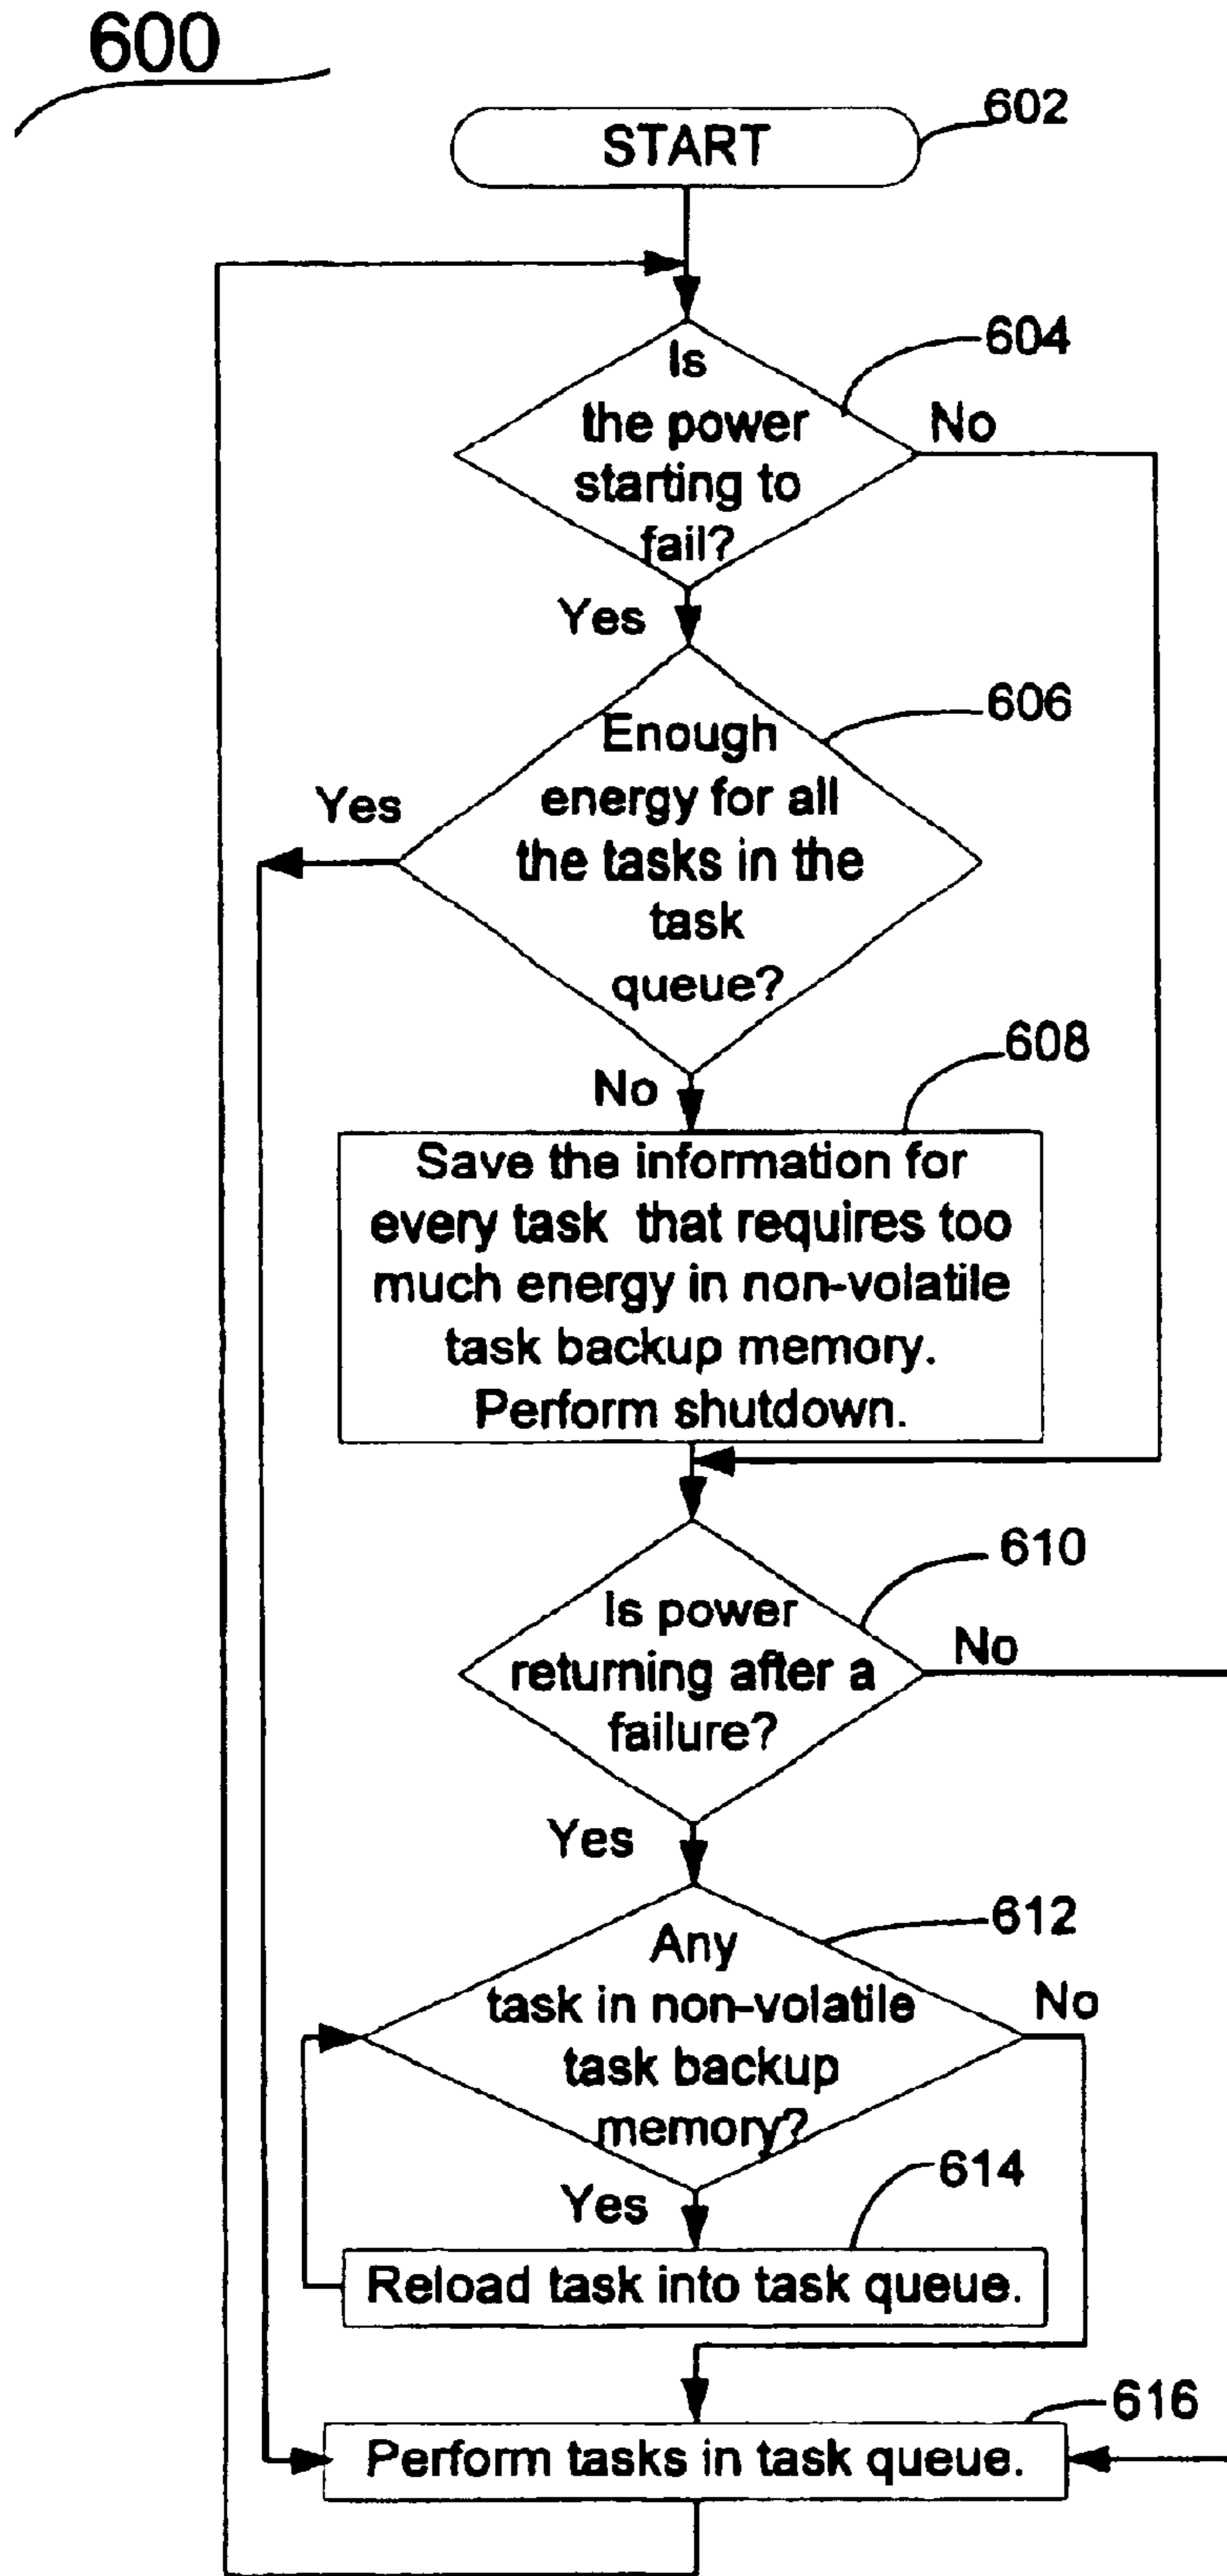 600
START
602
Is
the power
starting to
fail?
604
No
Yes
Enough
energy for all
the tasks in the
task
queue?
606
Yes
No
608
Save the information for
every task that requires too
much energy in non-volatile
task backup memory.
Perform shutdown.
Is power
returning after a
failure?
610
No
Yes
Any
task in non-volatile
task backup
memory?
612
No
Yes
614
Reload task into task queue.
616
Perform tasks in task queue.